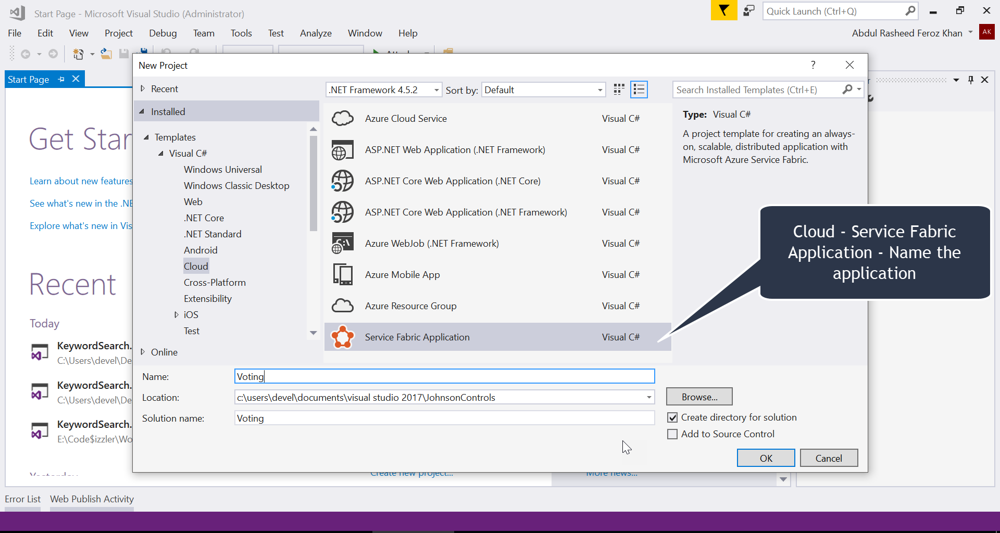 Start Page - Microsoft Visual Studio (Administrator)
Quick Launch (Ctrl+Q)
File Edit View Project Debug Team Tools Test Analyze Window Help
Abdul Rasheed Feroz Khan
AK
Start Page
New Project
?
Recent
Installed
Templates
Visual C#
Windows Universal
Windows Classic Desktop
Web
.NET Core
.NET Standard
Android
Cloud
Cross-Platform
Extensibility
iOS
Test
Online
.NET Framework 4.5.2
Sort by: Default
Search Installed Templates (Ctrl+E)
Azure Cloud Service Visual C#
ASP.NET Web Application (.NET Framework) Visual C#
ASP.NET Core Web Application (.NET Core) Visual C#
ASP.NET Core Web Application (.NET Framework) Visual C#
Azure WebJob (.NET Framework) Visual C#
Azure Mobile App Visual C#
Azure Resource Group Visual C#
Service Fabric Application Visual C#
Type: Visual C#
A project template for creating an always-
on, scalable, distributed application with
Microsoft Azure Service Fabric.
Cloud - Service Fabric
Application - Name the
application
Name: Voting
Location: c:\users\devel\documents\visual studio 2017\JohnsonControls
Browse...
Solution name: Voting
Create directory for solution
Add to Source Control
OK Cancel
Get Star
Learn about new features
See what's new in the .NE
Explore what's new in Vis
Recent
Today
KeywordSearch.
C:\Users\devel\De
KeywordSearch.
C:\Users\devel\De
KeywordSearch.
E:\Code$izzler\Wo
Yesterday
Create new project...
More news...
Error List Web Publish Activity